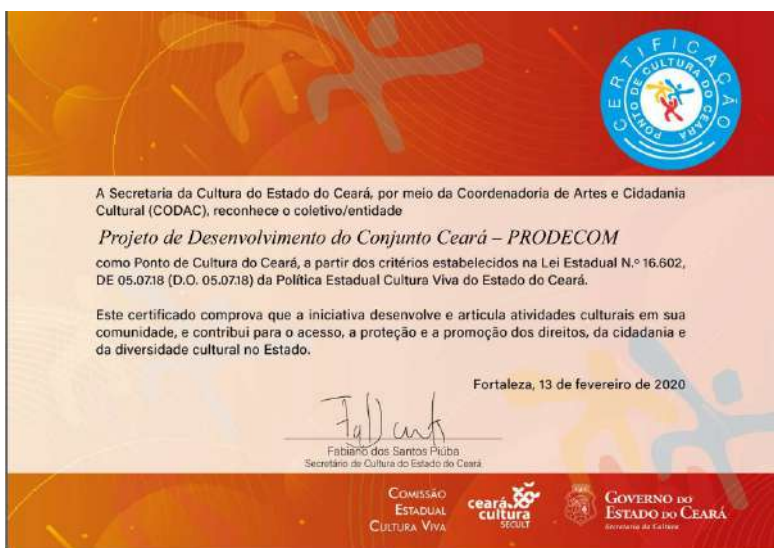 CERTIFICAÇÃO
PONTO DE CULTURA DO CEARÁ
A Secretaria da Cultura do Estado do Ceará, por meio da Coordenadoria de Artes e Cidadania
Cultural (CODAC), reconhece o coletivo/entidade
Projeto de Desenvolvimento do Conjunto Ceará – PRODECOM
como Ponto de Cultura do Ceará, a partir dos critérios estabelecidos na Lei Estadual N.º 16.602,
DE 05.07.18 (D.O. 05.07.18) da Política Estadual Cultura Viva do Estado do Ceará.
Este certificado comprova que a iniciativa desenvolve e articula atividades culturais em sua
comunidade, e contribui para o acesso, a proteção e a promoção dos direitos, da cidadania e
da diversidade cultural no Estado.
Fortaleza, 13 de fevereiro de 2020
Fabiano dos Santos Piúba
Secretário de Cultura do Estado do Ceará
COMISSÃO
ESTADUAL
CULTURA VIVA
ceará
cultura
SECULT
GOVERNO DO
ESTADO DO CEARÁ
Secretaria da Cultura